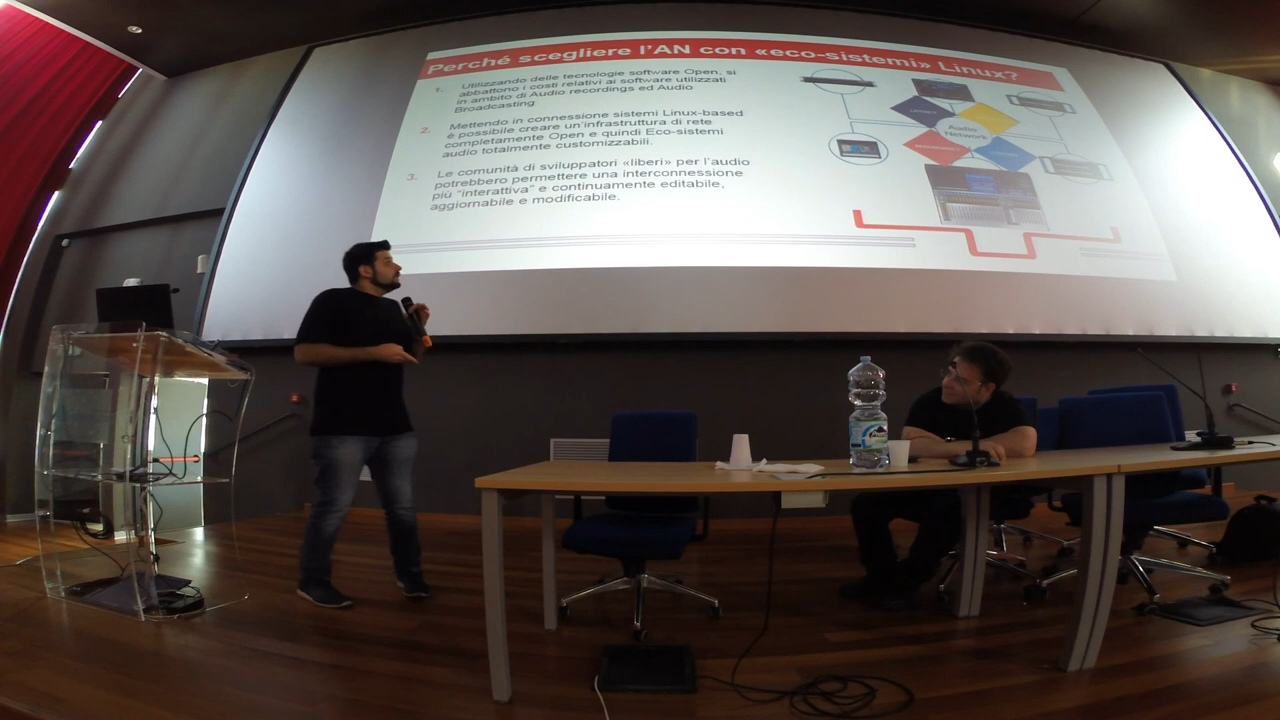 Perché scegliere l'AN con «eco-sistemi» Linux?
1. Utilizzando delle tecnologie software Open, si
abbattono i costi relativi ai software utilizzati
in ambito di Audio recordings ed Audio
Broadcasting
2. Mettendo in connessione sistemi Linux-based
è possibile creare un'infrastruttura di rete
completamente Open e quindi Eco-sistemi
audio totalmente customizzabili.
3. Le comunità di sviluppatori «liberi» per l'audio
potrebbero permettere una interconnessione
più "interattiva" e continuamente editabile,
aggiornabile e modificabile.
Audio
Network